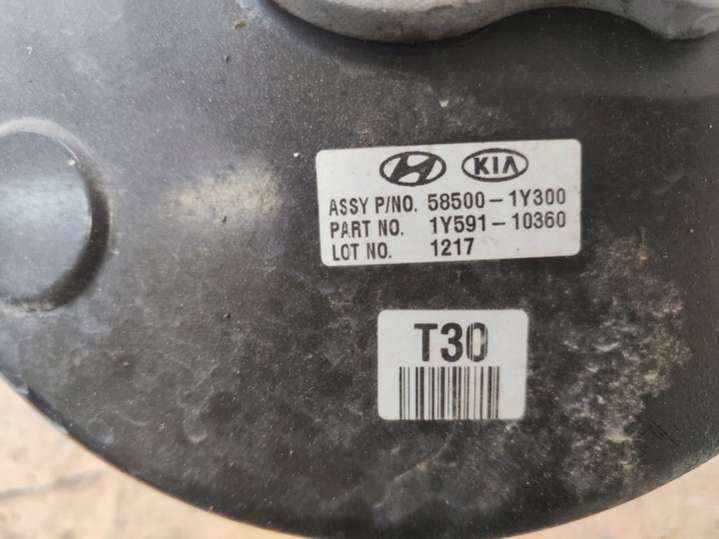 KIA
ASSY P/NO. 58500-1Y300
PART NO. 1Y591-10360
LOT NO. 1217
T30